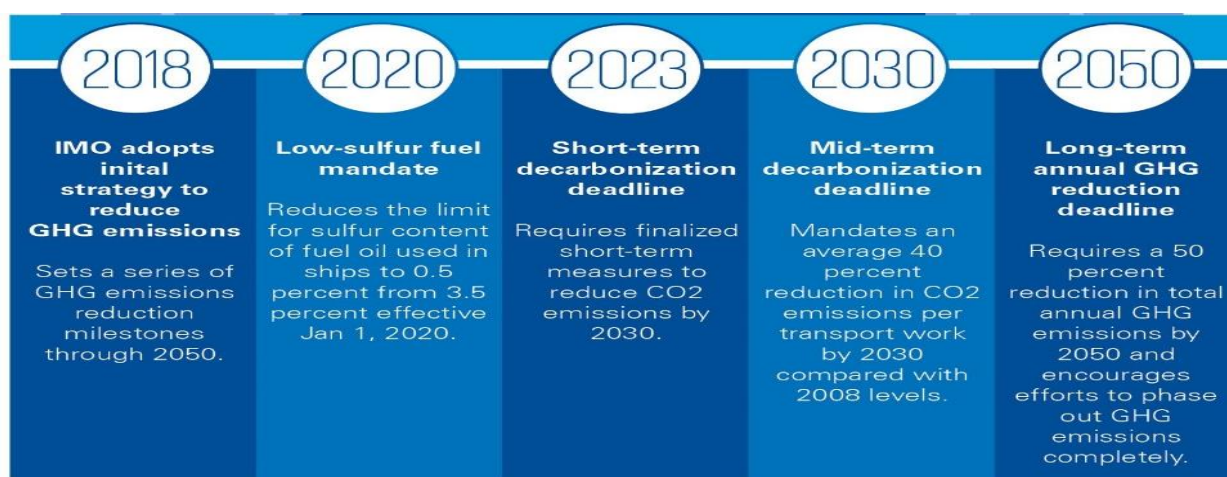 2018
IMO adopts
inital
strategy to
reduce
GHG emissions
Sets a series of
GHG emissions
reduction
milestones
through 2050.
2020
Low-sulfur fuel
mandate
Reduces the limit
for sulfur content
of fuel oil used in
ships to 0.5
percent from 3.5
percent effective
Jan 1, 2020.
2023
Short-term
decarbonization
deadline
Requires finalized
short-term
measures to
reduce CO2
emissions by
2030.
2030
Mid-term
decarbonization
deadline
Mandates an
average 40
percent
reduction in CO2
emissions per
transport work
by 2030
compared with
2008 levels.
2050
Long-term
annual GHG
reduction
deadline
Requires a 50
percent
reduction in total
annual GHG
emissions by
2050 and
encourages
efforts to phase
out GHG
emissions
completely.